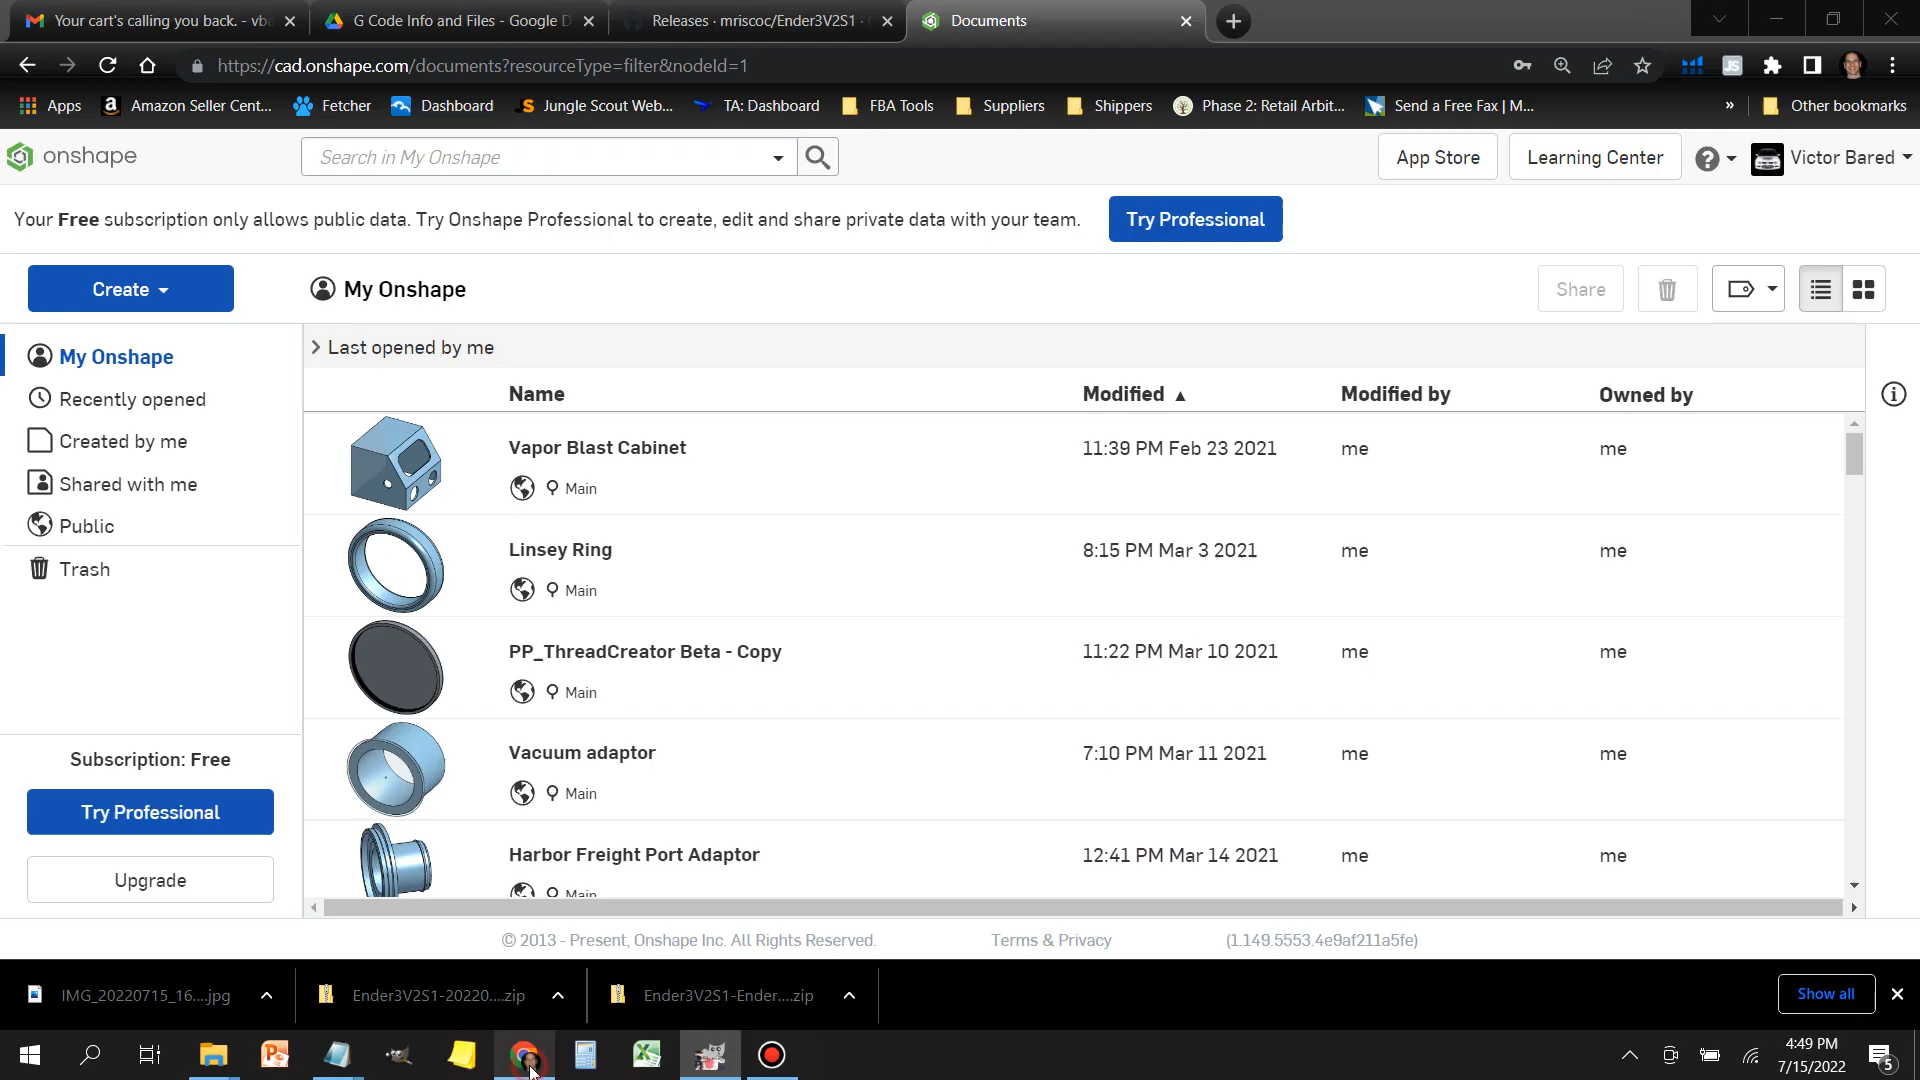 Your cart's calling you back. - vba
G Code Info and Files - Google D
Releases · mriscoc/Ender3V2S1 ·
Documents
https://cad.onshape.com/documents?resourceType=filter&nodeId=1
Apps
Amazon Seller Cent...
Fetcher
Dashboard
Jungle Scout Web...
TA: Dashboard
FBA Tools
Suppliers
Shippers
Phase 2: Retail Arbit...
Send a Free Fax | M...
»
Other bookmarks
onshape
Search in My Onshape
App Store
Learning Center
Victor Bared
Your Free subscription only allows public data. Try Onshape Professional to create, edit and share private data with your team.
Try Professional
Create
My Onshape
Share
My Onshape
Recently opened
Created by me
Shared with me
Public
Trash
Last opened by me
Name Modified Modified by Owned by
Vapor Blast Cabinet 11:39 PM Feb 23 2021 me me
Main
Linsey Ring 8:15 PM Mar 3 2021 me me
Main
PP_ThreadCreator Beta - Copy 11:22 PM Mar 10 2021 me me
Main
Vacuum adaptor 7:10 PM Mar 11 2021 me me
Main
Harbor Freight Port Adaptor 12:41 PM Mar 14 2021 me me
Main
Subscription: Free
Try Professional
Upgrade
© 2013 - Present, Onshape Inc. All Rights Reserved.
Terms & Privacy
(1.149.5553.4e9af211a5fe)
IMG_20220715_16....jpg
Ender3V2S1-20220....zip
Ender3V2S1-Ender....zip
Show all
4:49 PM
7/15/2022
5